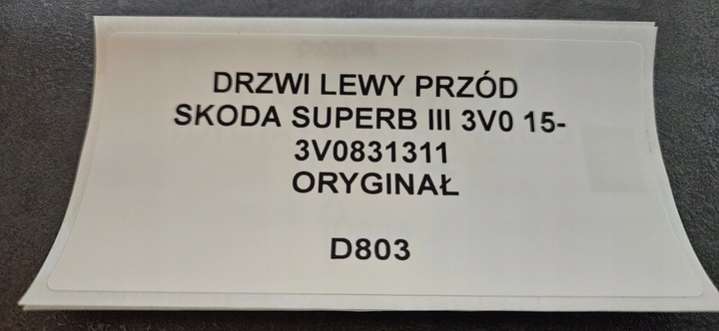 DRZWI LEWY PRZÓD
SKODA SUPERB III 3V0 15-
3V0831311
ORYGINAŁ
D803